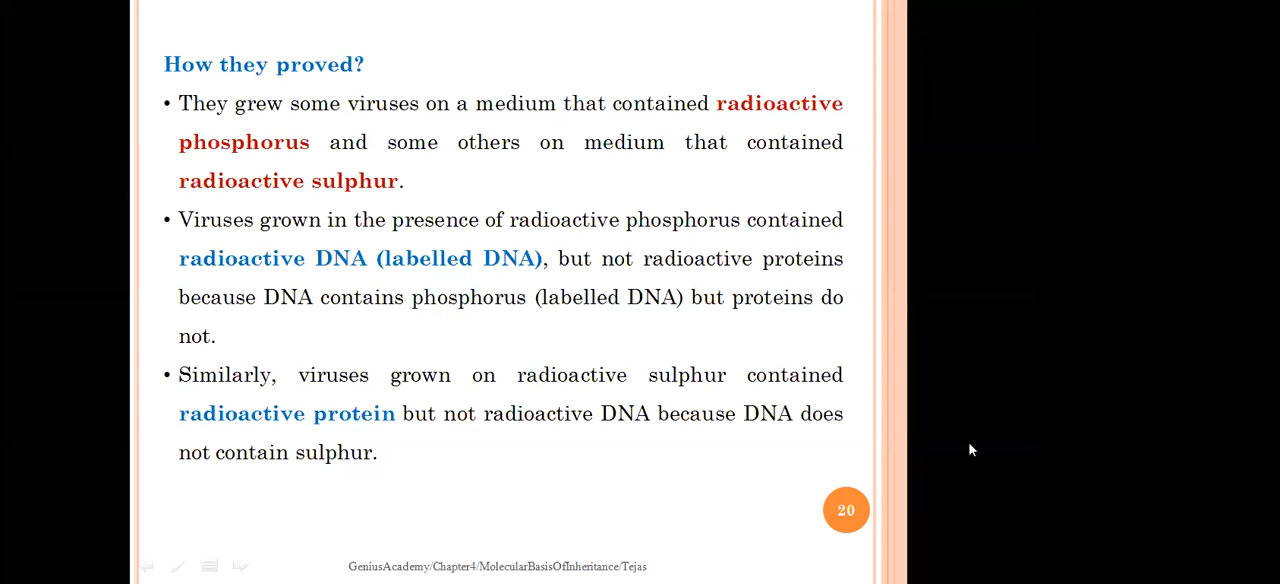 How they proved?
• They grew some viruses on a medium that contained radioactive
phosphorus and some others on medium that contained
radioactive sulphur.
• Viruses grown in the presence of radioactive phosphorus contained
radioactive DNA (labelled DNA), but not radioactive proteins
because DNA contains phosphorus (labelled DNA) but proteins do
not.
• Similarly, viruses grown on radioactive sulphur contained
radioactive protein but not radioactive DNA because DNA does
not contain sulphur.
20
GeniusAcademy/Chapter4/MolecularBasisOfInheritance/Tejas